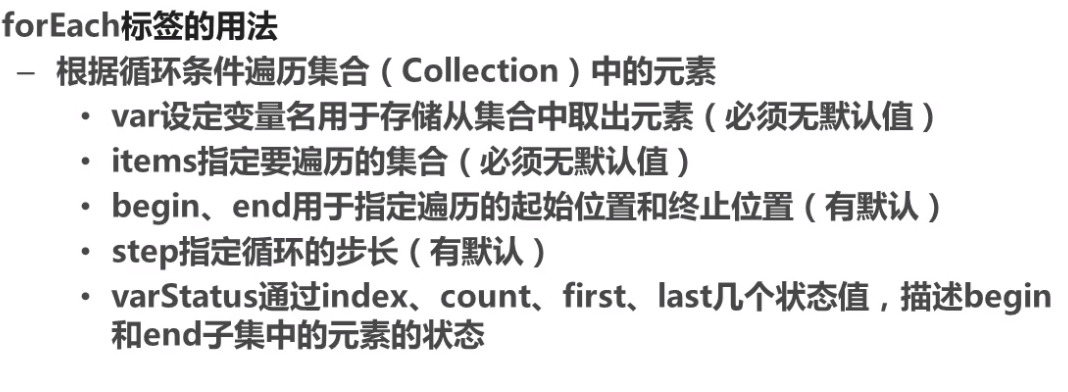 forEach标签的用法
– 根据循环条件遍历集合（Collection）中的元素
• var设定变量名用于存储从集合中取出元素（必须无默认值）
• items指定要遍历的集合（必须无默认值）
• begin、end用于指定遍历的起始位置和终止位置（有默认）
• step指定循环的步长（有默认）
• varStatus通过index、count、first、last几个状态值，描述begin
和end子集中的元素的状态